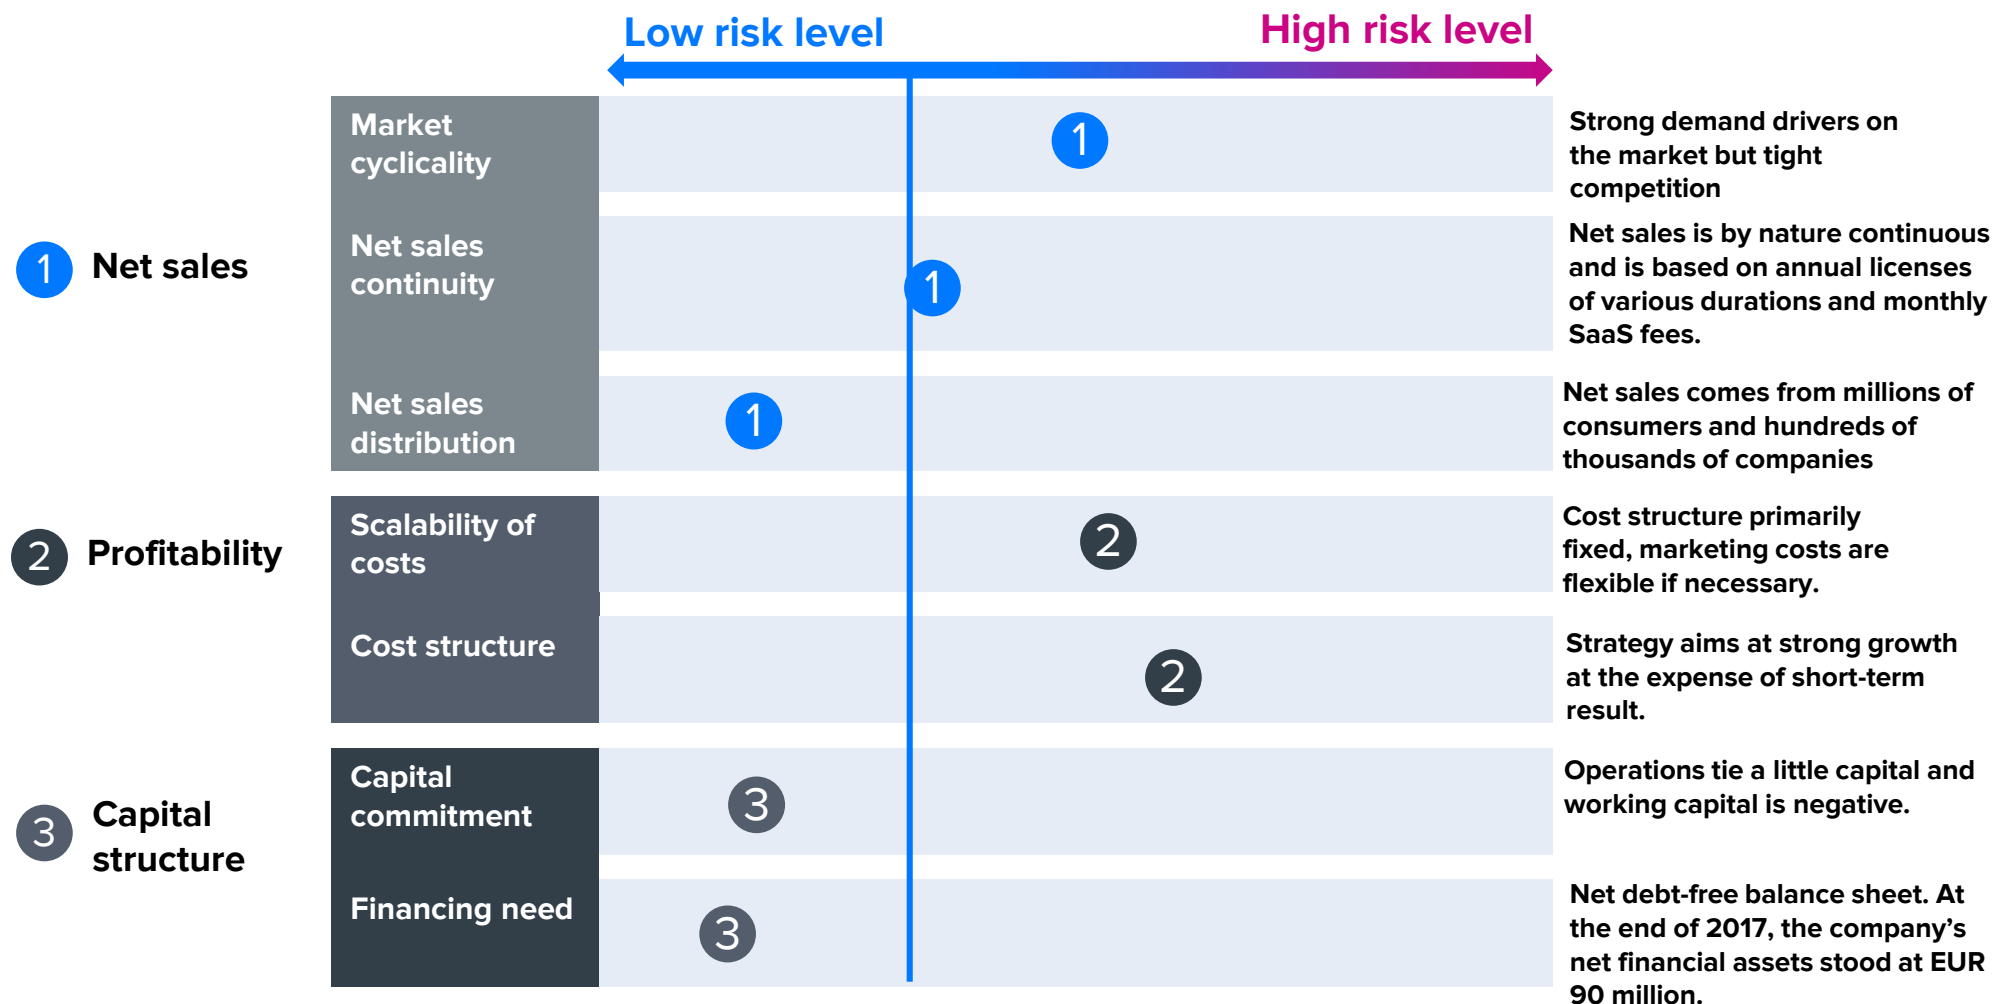 Low risk level
High risk level
1 Net sales
Market
cyclicality
1
Strong demand drivers on
the market but tight
competition
Net sales
continuity
1
Net sales is by nature continuous
and is based on annual licenses
of various durations and monthly
SaaS fees.
Net sales
distribution
1
Net sales comes from millions of
consumers and hundreds of
thousands of companies
2 Profitability
Scalability of
costs
2
Cost structure primarily
fixed, marketing costs are
flexible if necessary.
Cost structure
2
Strategy aims at strong growth
at the expense of short-term
result.
3 Capital
structure
Capital
commitment
3
Operations tie a little capital and
working capital is negative.
Financing need
3
Net debt-free balance sheet. At
the end of 2017, the company’s
net financial assets stood at EUR
90 million.